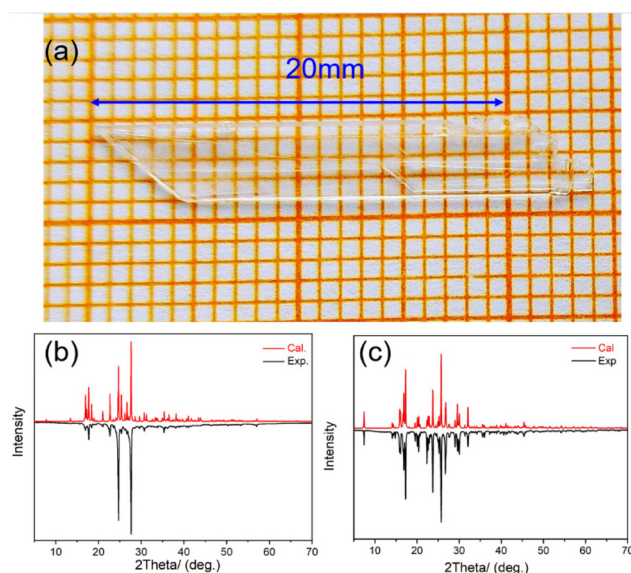 (a)
20mm
(b)
Cal.
Exp.
Intensity
10 20 30 40 50 60 70
2Theta/ (deg.)
(c)
Cal
Exp
Intensity
10 20 30 40 50 60 70
2Theta/ (deg.)